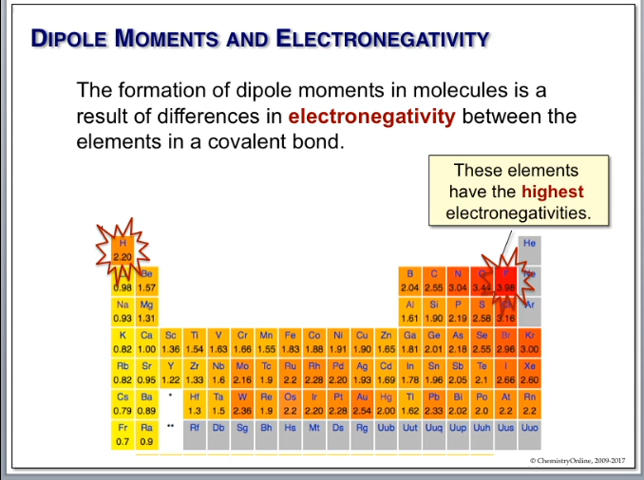 DIPOLE MOMENTS AND ELECTRONEGATIVITY
The formation of dipole moments in molecules is a
result of differences in electronegativity between the
elements in a covalent bond.
These elements
have the highest
electronegativities.
H He
2.20
Be B C N O F Ne
0.98 1.57 2.04 2.55 3.04 3.44 3.98
Na Mg Al Si P S Cl Ar
0.93 1.31 1.61 1.90 2.19 2.58 3.16
K Ca Sc Ti V Cr Mn Fe Co Ni Cu Zn Ga Ge As Se Br Kr
0.82 1.00 1.36 1.54 1.63 1.66 1.55 1.83 1.88 1.91 1.90 1.65 1.81 2.01 2.18 2.55 2.96 3.00
Rb Sr Y Zr Nb Mo Tc Ru Rh Pd Ag Cd In Sn Sb Te I Xe
0.82 0.95 1.22 1.33 1.6 2.16 1.9 2.2 2.28 2.20 1.93 1.69 1.78 1.96 2.05 2.1 2.66 2.60
Cs Ba * Hf Ta W Re Os Ir Pt Au Hg Tl Pb Bi Po At Rn
0.79 0.89 1.3 1.5 2.36 1.9 2.2 2.20 2.28 2.54 2.00 1.62 2.33 2.02 2.0 2.2 2.2
Fr Ra ** Rf Db Sg Bh Hs Mt Ds Rg Uub Uut Uuq Uup Uuh Uus Uuo
0.7 0.9
© ChemistryOnline, 2009-2017